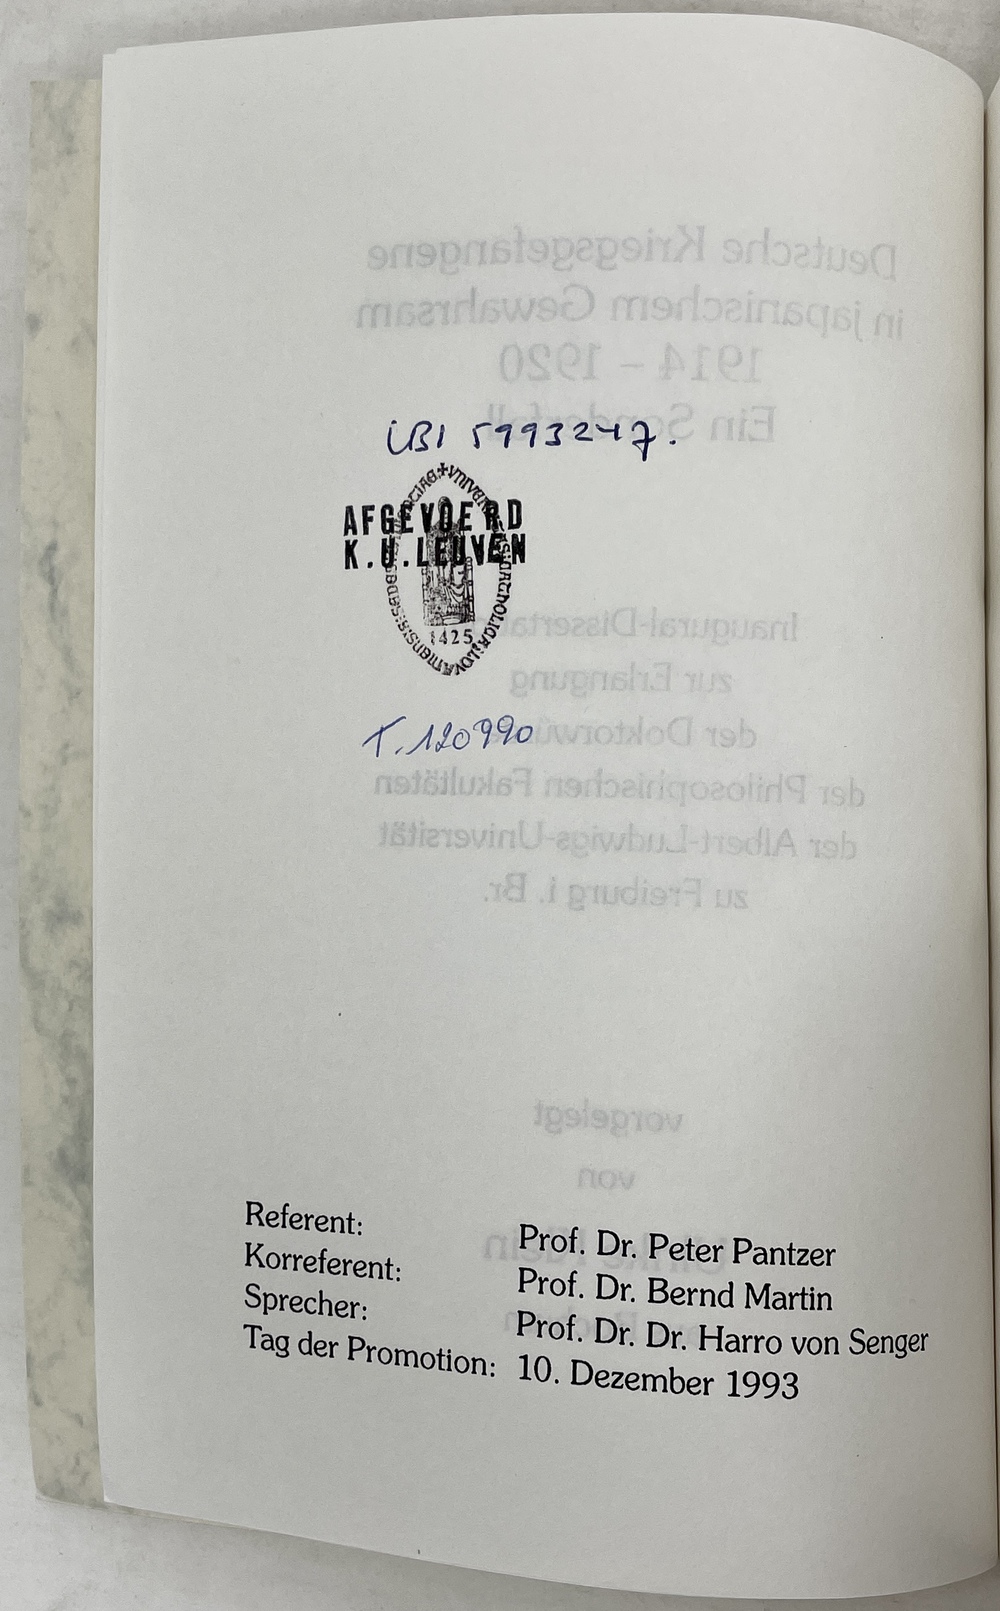 Deutsche Kriegsgefangene
in japanischem Gewahrsam
1914 – 1920
Ein Sonderfall
UBI 5993247.
AFGEVOERD
K.U.LEUVEN
1425
Inaugural-Dissertation
zur Erlangung
T.120990
der Doktorwürde
der Philosophischen Fakultäten
der Albert-Ludwigs-Universität
zu Freiburg i. Br.
vorgelegt
von
Referent: Prof. Dr. Peter Pantzer
Korreferent: Prof. Dr. Bernd Martin
Sprecher: Prof. Dr. Dr. Harro von Senger
Tag der Promotion: 10. Dezember 1993